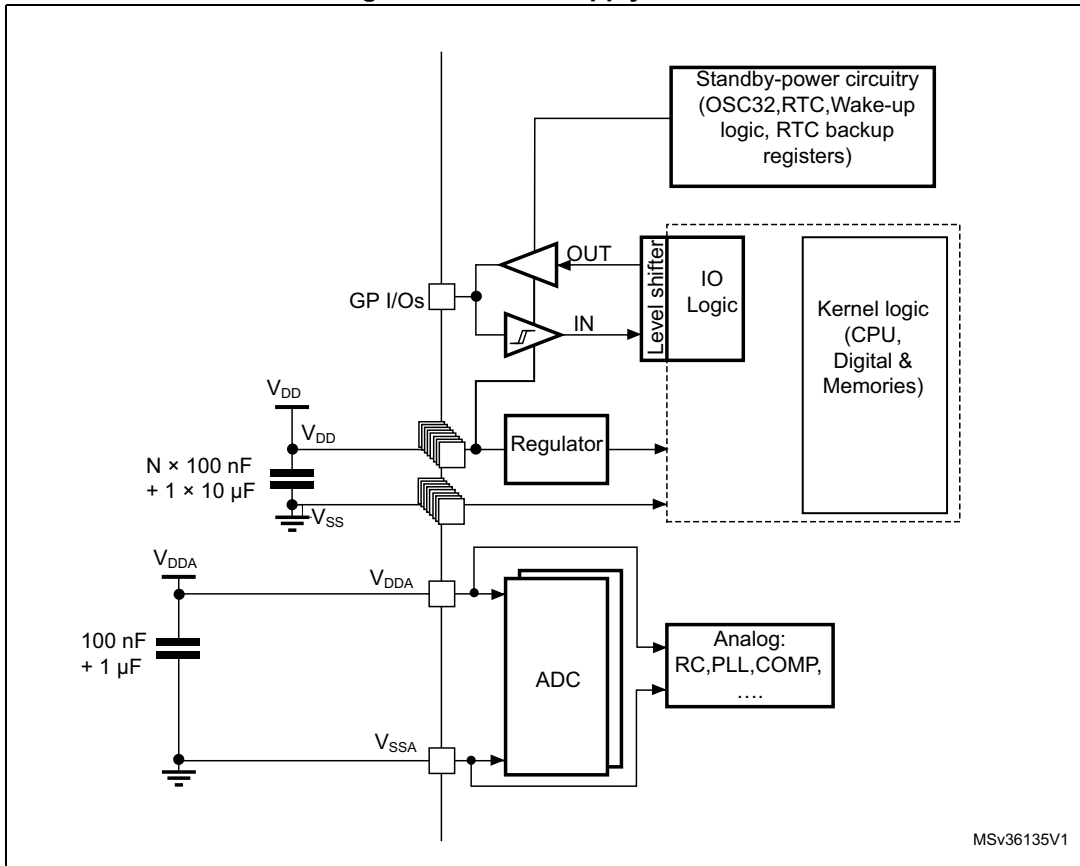 Standby-power circuitry
(OSC32,RTC,Wake-up
logic, RTC backup
registers)
OUT
GP I/Os
IN
Level shifter
IO
Logic
Kernel logic
(CPU,
Digital &
Memories)
VDD
VDD
Regulator
N × 100 nF
+ 1 × 10 µF
VSS
VDDA
VDDA
100 nF
+ 1 µF
ADC
Analog:
RC,PLL,COMP,
….
VSSA
MSv36135V1